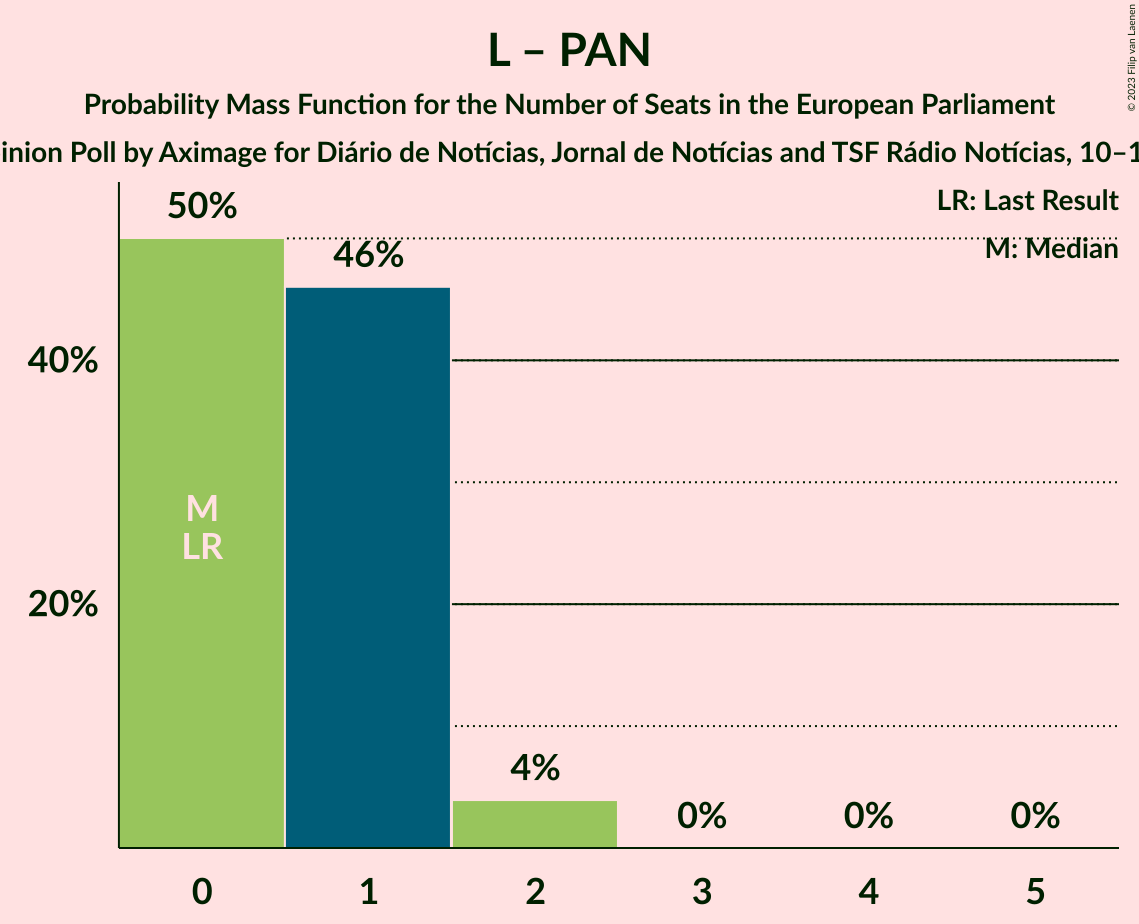 L – PAN
Probability Mass Function for the Number of Seats in the European Parliament
inion Poll by Aximage for Diário de Notícias, Jornal de Notícias and TSF Rádio Notícias, 10–1
© 2023 Filip van Laenen
LR: Last Result
M: Median
50%
46%
40%
M
LR
20%
4%
0%
0%
0%
0
1
2
3
4
5